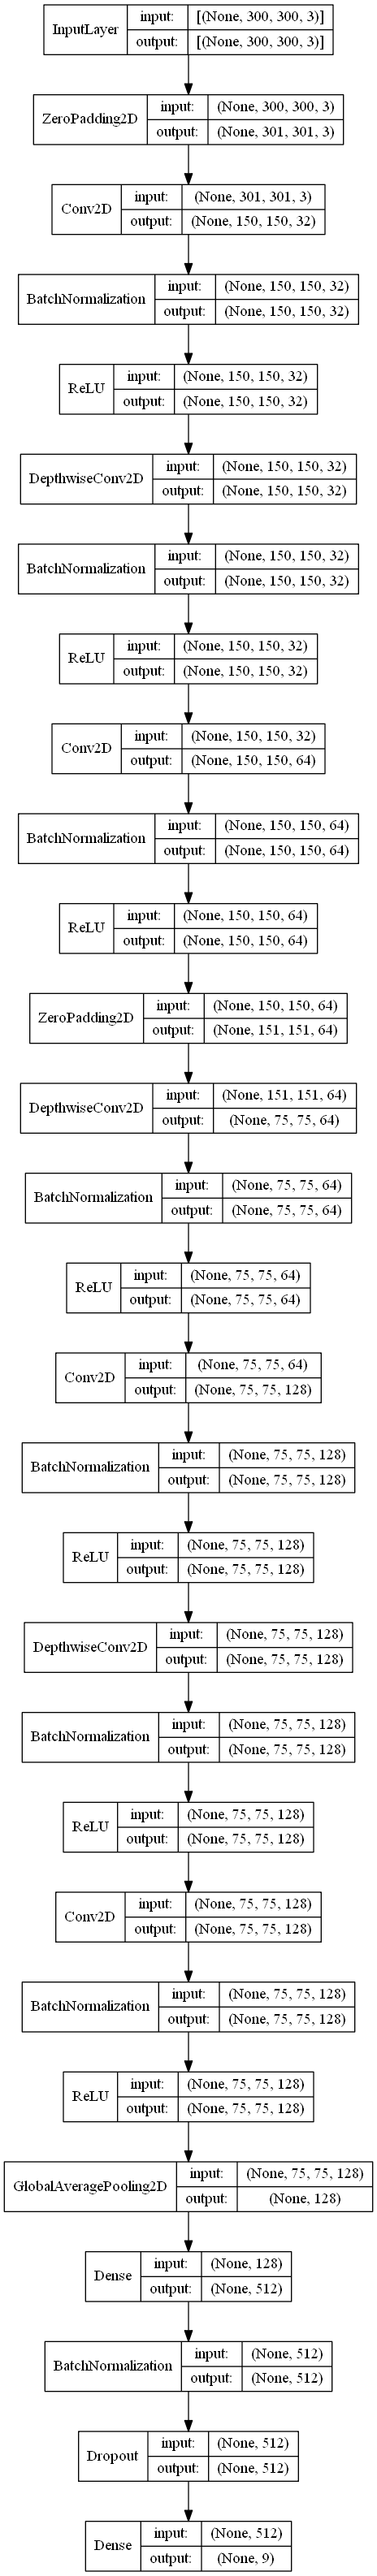 InputLayer input: [(None, 300, 300, 3)]
output: [(None, 300, 300, 3)]
ZeroPadding2D input: (None, 300, 300, 3)
output: (None, 301, 301, 3)
Conv2D input: (None, 301, 301, 3)
output: (None, 150, 150, 32)
BatchNormalization input: (None, 150, 150, 32)
output: (None, 150, 150, 32)
ReLU input: (None, 150, 150, 32)
output: (None, 150, 150, 32)
DepthwiseConv2D input: (None, 150, 150, 32)
output: (None, 150, 150, 32)
BatchNormalization input: (None, 150, 150, 32)
output: (None, 150, 150, 32)
ReLU input: (None, 150, 150, 32)
output: (None, 150, 150, 32)
Conv2D input: (None, 150, 150, 32)
output: (None, 150, 150, 64)
BatchNormalization input: (None, 150, 150, 64)
output: (None, 150, 150, 64)
ReLU input: (None, 150, 150, 64)
output: (None, 150, 150, 64)
ZeroPadding2D input: (None, 150, 150, 64)
output: (None, 151, 151, 64)
DepthwiseConv2D input: (None, 151, 151, 64)
output: (None, 75, 75, 64)
BatchNormalization input: (None, 75, 75, 64)
output: (None, 75, 75, 64)
ReLU input: (None, 75, 75, 64)
output: (None, 75, 75, 64)
Conv2D input: (None, 75, 75, 64)
output: (None, 75, 75, 128)
BatchNormalization input: (None, 75, 75, 128)
output: (None, 75, 75, 128)
ReLU input: (None, 75, 75, 128)
output: (None, 75, 75, 128)
DepthwiseConv2D input: (None, 75, 75, 128)
output: (None, 75, 75, 128)
BatchNormalization input: (None, 75, 75, 128)
output: (None, 75, 75, 128)
ReLU input: (None, 75, 75, 128)
output: (None, 75, 75, 128)
Conv2D input: (None, 75, 75, 128)
output: (None, 75, 75, 128)
BatchNormalization input: (None, 75, 75, 128)
output: (None, 75, 75, 128)
ReLU input: (None, 75, 75, 128)
output: (None, 75, 75, 128)
GlobalAveragePooling2D input: (None, 75, 75, 128)
output: (None, 128)
Dense input: (None, 128)
output: (None, 512)
BatchNormalization input: (None, 512)
output: (None, 512)
Dropout input: (None, 512)
output: (None, 512)
Dense input: (None, 512)
output: (None, 9)